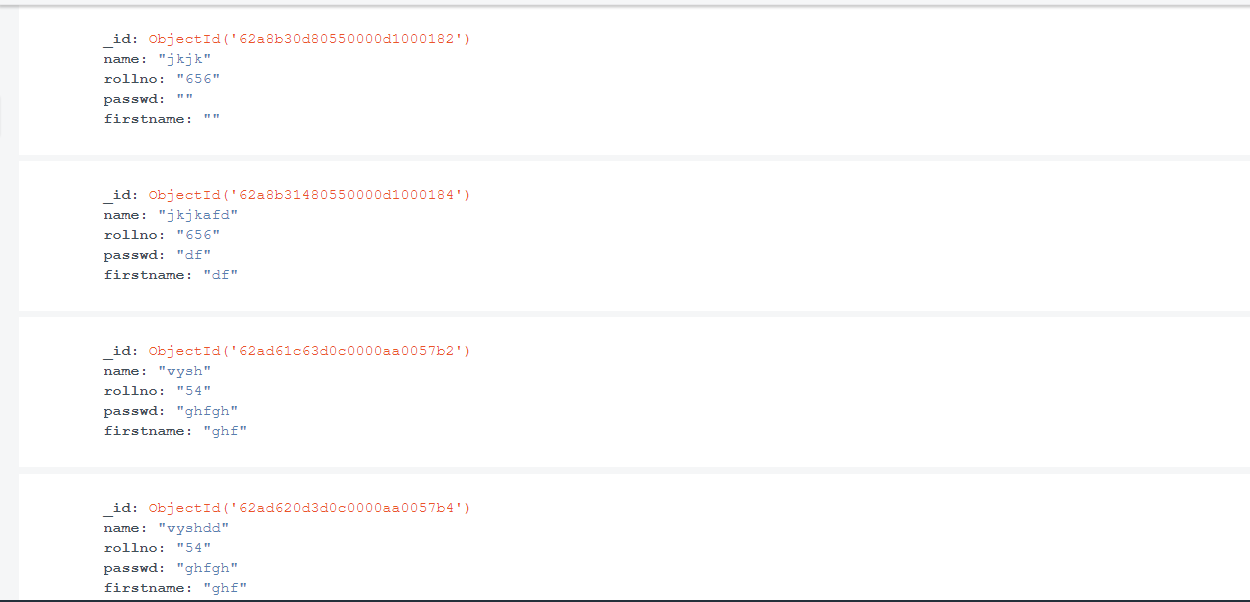 _id: ObjectId('62a8b30d80550000d1000182')
name: "jkjk"
rollno: "656"
passwd: ""
firstname: ""
_id: ObjectId('62a8b31480550000d1000184')
name: "jkjkafd"
rollno: "656"
passwd: "df"
firstname: "df"
_id: ObjectId('62ad61c63d0c0000aa0057b2')
name: "vysh"
rollno: "54"
passwd: "ghfgh"
firstname: "ghf"
_id: ObjectId('62ad620d3d0c0000aa0057b4')
name: "vyshdd"
rollno: "54"
passwd: "ghfgh"
firstname: "ghf"